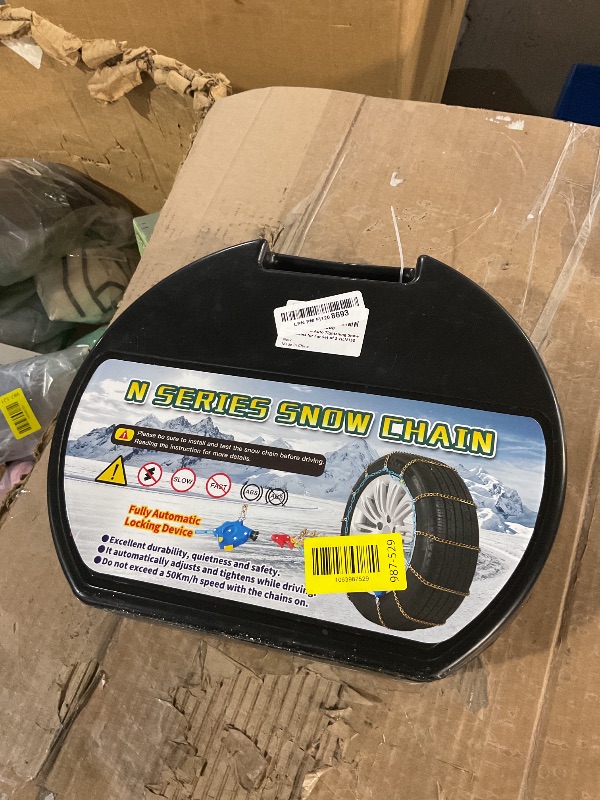 8693
N SERIES SNOW CHAIN
Please be sure to install and test the snow chain before driving.
Reading the instruction for more details.
SLOW
FAST
ABS
Fully Automatic
Locking Device
●Excellent durability, quietness and safety.
●It automatically adjusts and tightens while driving.
●Do not exceed a 50Km/h speed with the chains on.
987-529